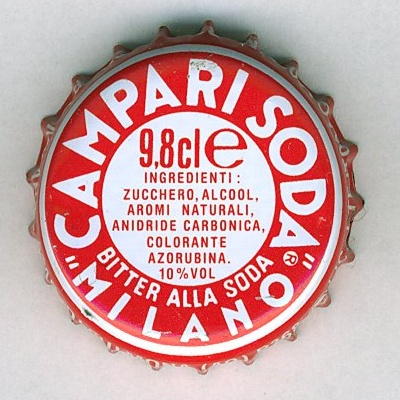 "CAMPARI SODA"®
9,8cl e
INGREDIENTI:
ZUCCHERO, ALCOOL,
AROMI NATURALI,
ANIDRIDE CARBONICA,
COLORANTE
AZORUBINA.
10% VOL
BITTER ALLA SODA
MILANO